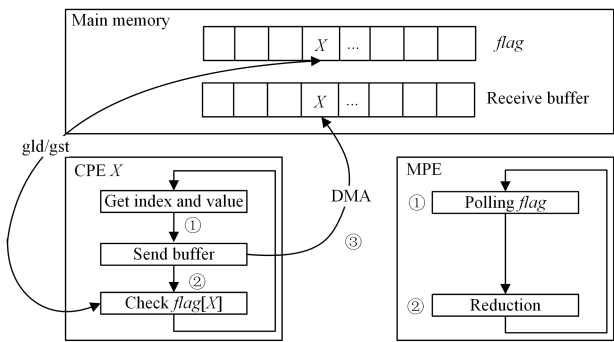 Main memory
X ... flag
X ... Receive buffer
gld/gst
CPE X
Get index and value
①
Send buffer
②
Check flag[X]
DMA
③
MPE
① Polling flag
② Reduction